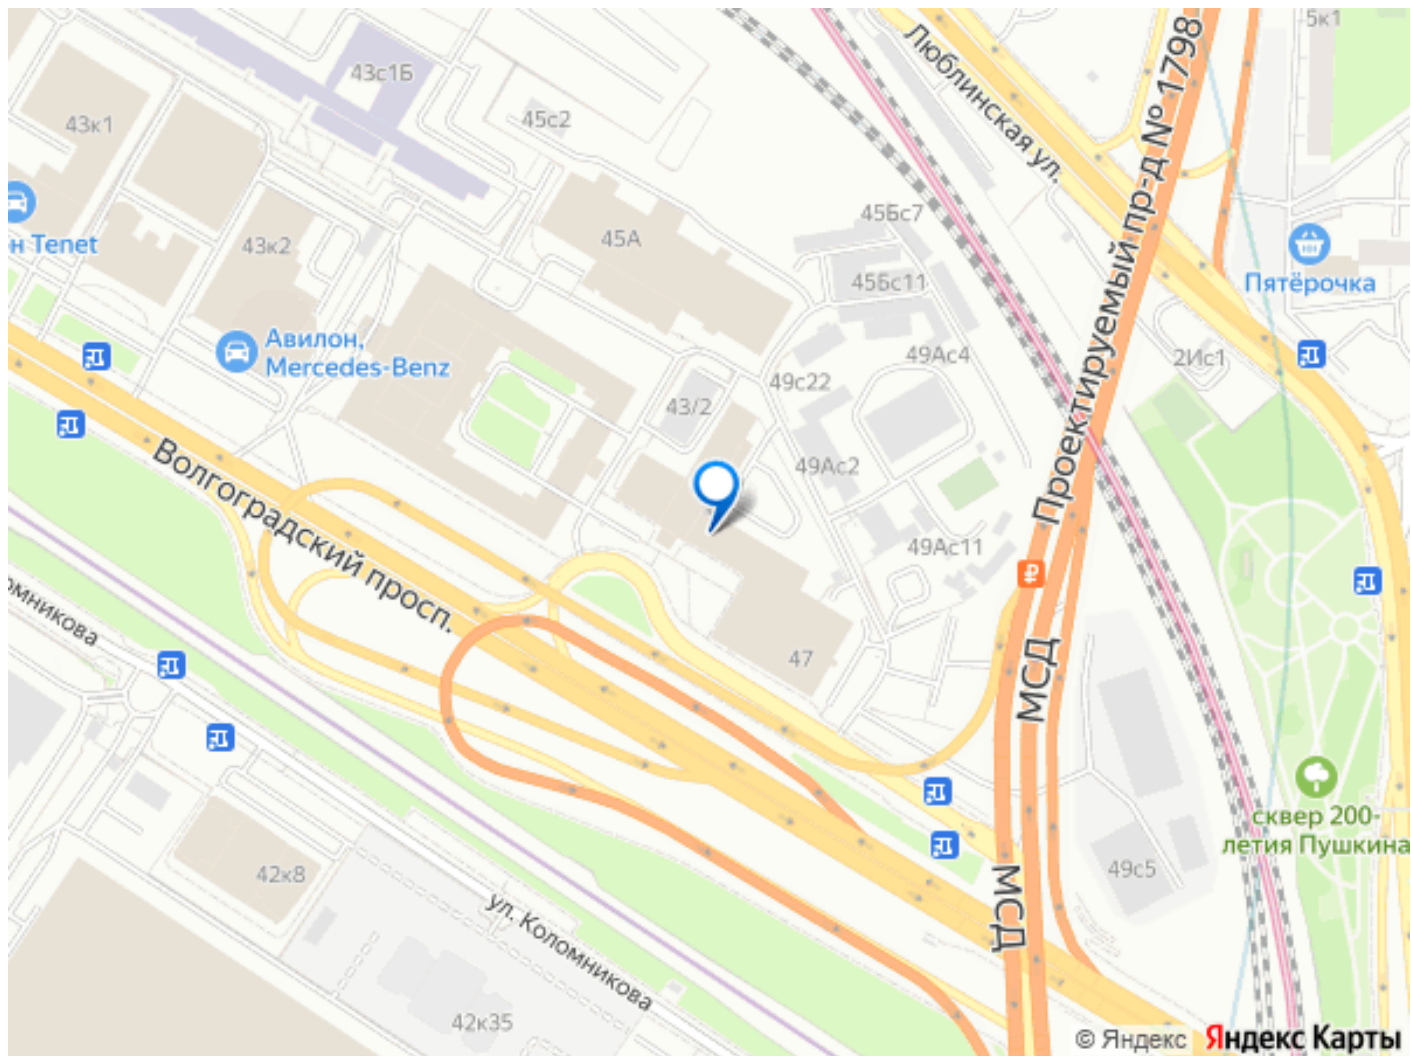 5к1
43с1Б
43к1
45с2
Люблинская ул.
Проектируемый пр-д № 1798
45Бс7
45А
43к2
н Tenet
45Бс11
Пятёрочка
Авилон,
Mercedes-Benz
49Ас4
2Ис1
49с22
43/2
49Ас2
Волгоградский просп.
49Ас11
омникова
47
МСД
сквер 200-
летия Пушкина
42к8
49с5
МСД
ул. Коломникова
42к35
© Яндекс Яндекс Карты